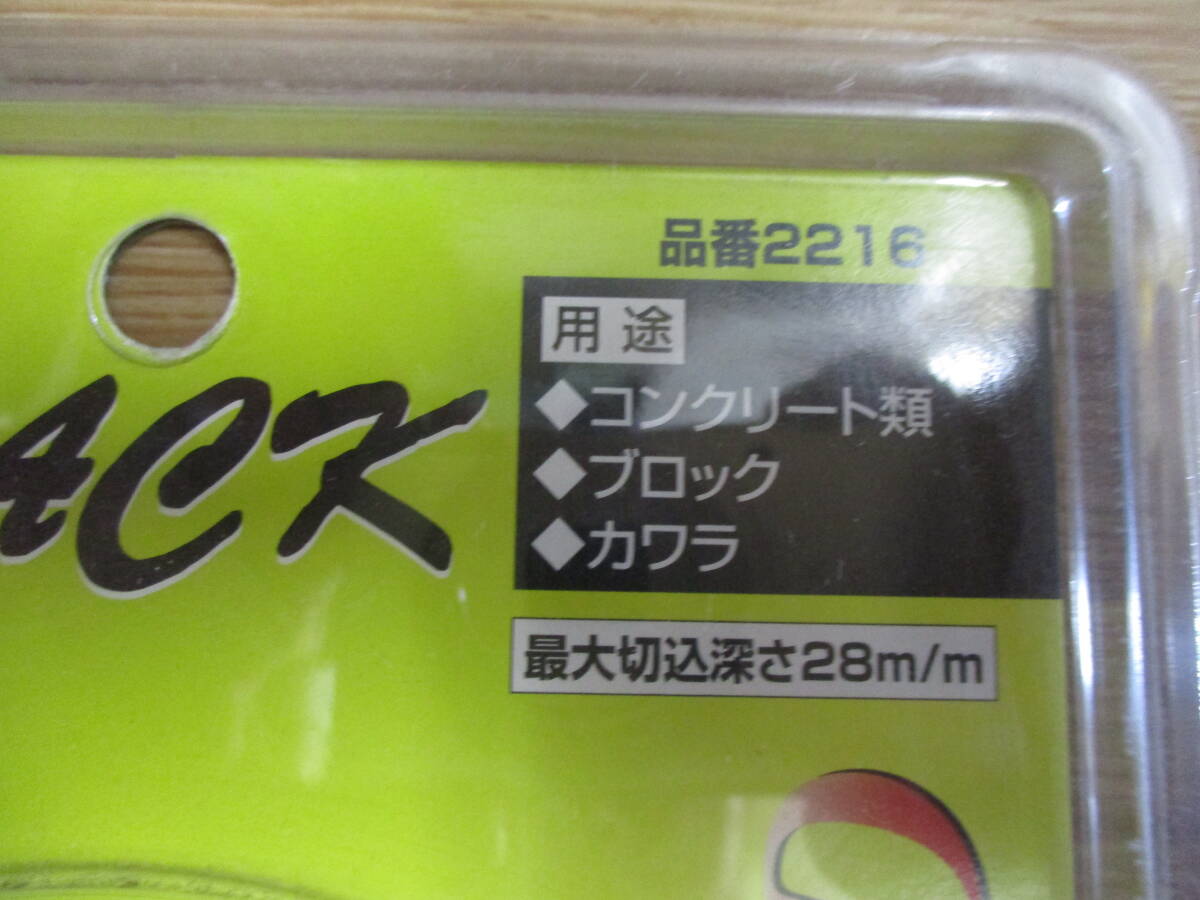 品番2216
用途
◆コンクリート類
◆ブロック
◆カワラ
ACK
最大切込深さ28m/m